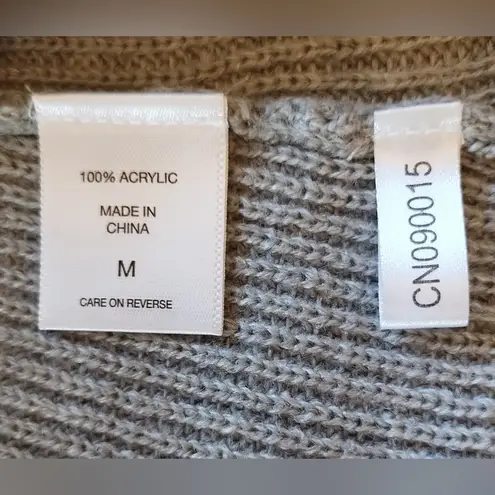 100% ACRYLIC
MADE IN
CHINA
M
CARE ON REVERSE
CN090015